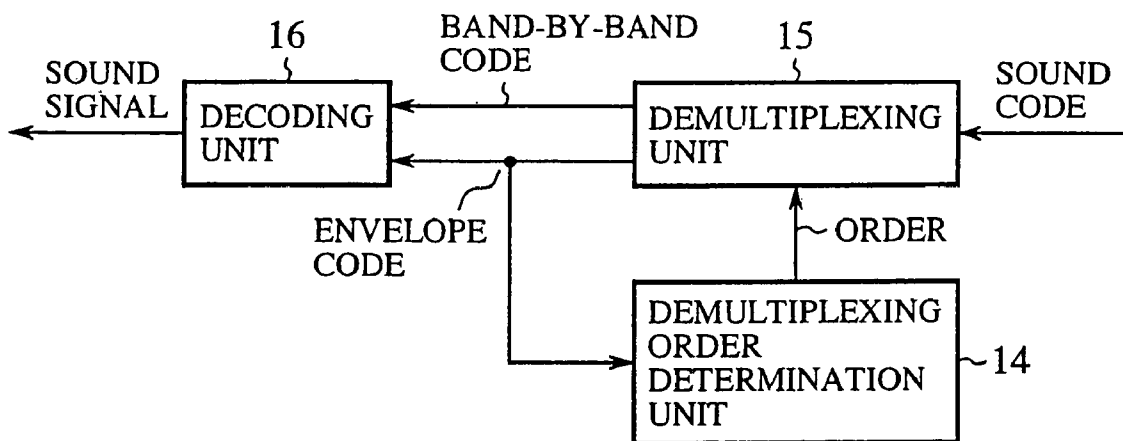 16
BAND-BY-BAND
CODE
15
SOUND
SIGNAL
SOUND
CODE
DECODING
UNIT
DEMULTIPLEXING
UNIT
ENVELOPE
CODE
ORDER
DEMULTIPLEXING
ORDER
DETERMINATION
UNIT
14